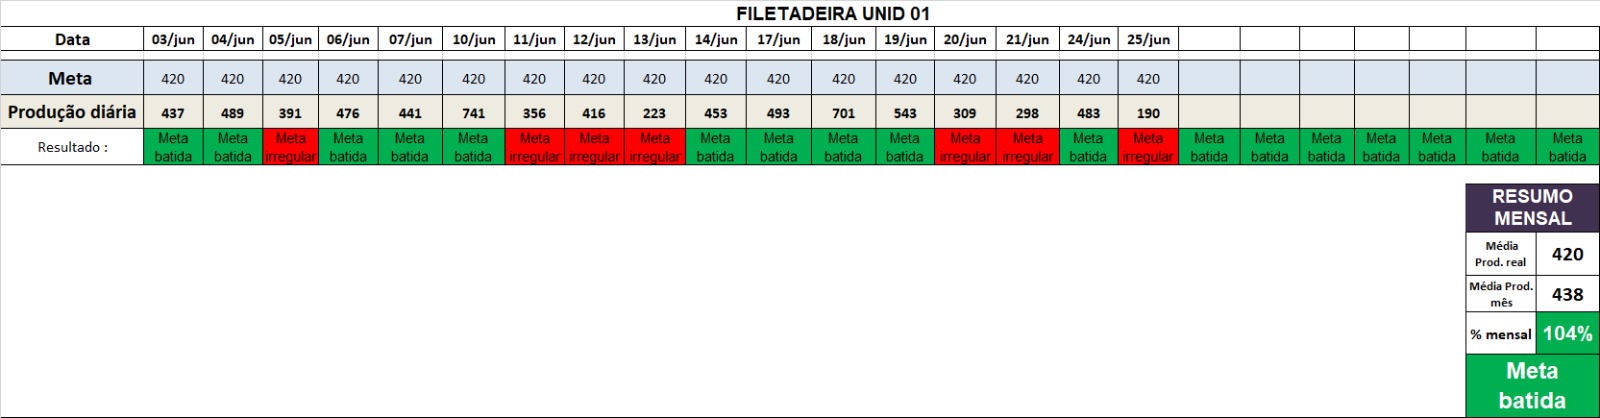 FILETADEIRA UNID 01
Data 03/jun 04/jun 05/jun 06/jun 07/jun 10/jun 11/jun 12/jun 13/jun 14/jun 17/jun 18/jun 19/jun 20/jun 21/jun 24/jun 25/jun
Meta 420 420 420 420 420 420 420 420 420 420 420 420 420 420 420 420 420
Produção diária 437 489 391 476 441 741 356 416 223 453 493 701 543 309 298 483 190
Resultado : Meta batida Meta batida Meta irregular Meta batida Meta batida Meta batida Meta irregular Meta irregular Meta irregular Meta batida Meta batida Meta batida Meta batida Meta irregular Meta irregular Meta batida Meta irregular Meta batida Meta batida Meta batida Meta batida Meta batida Meta batida Meta batida
RESUMO
MENSAL
Média
Prod. real 420
Média Prod.
mês 438
% mensal 104%
Meta
batida